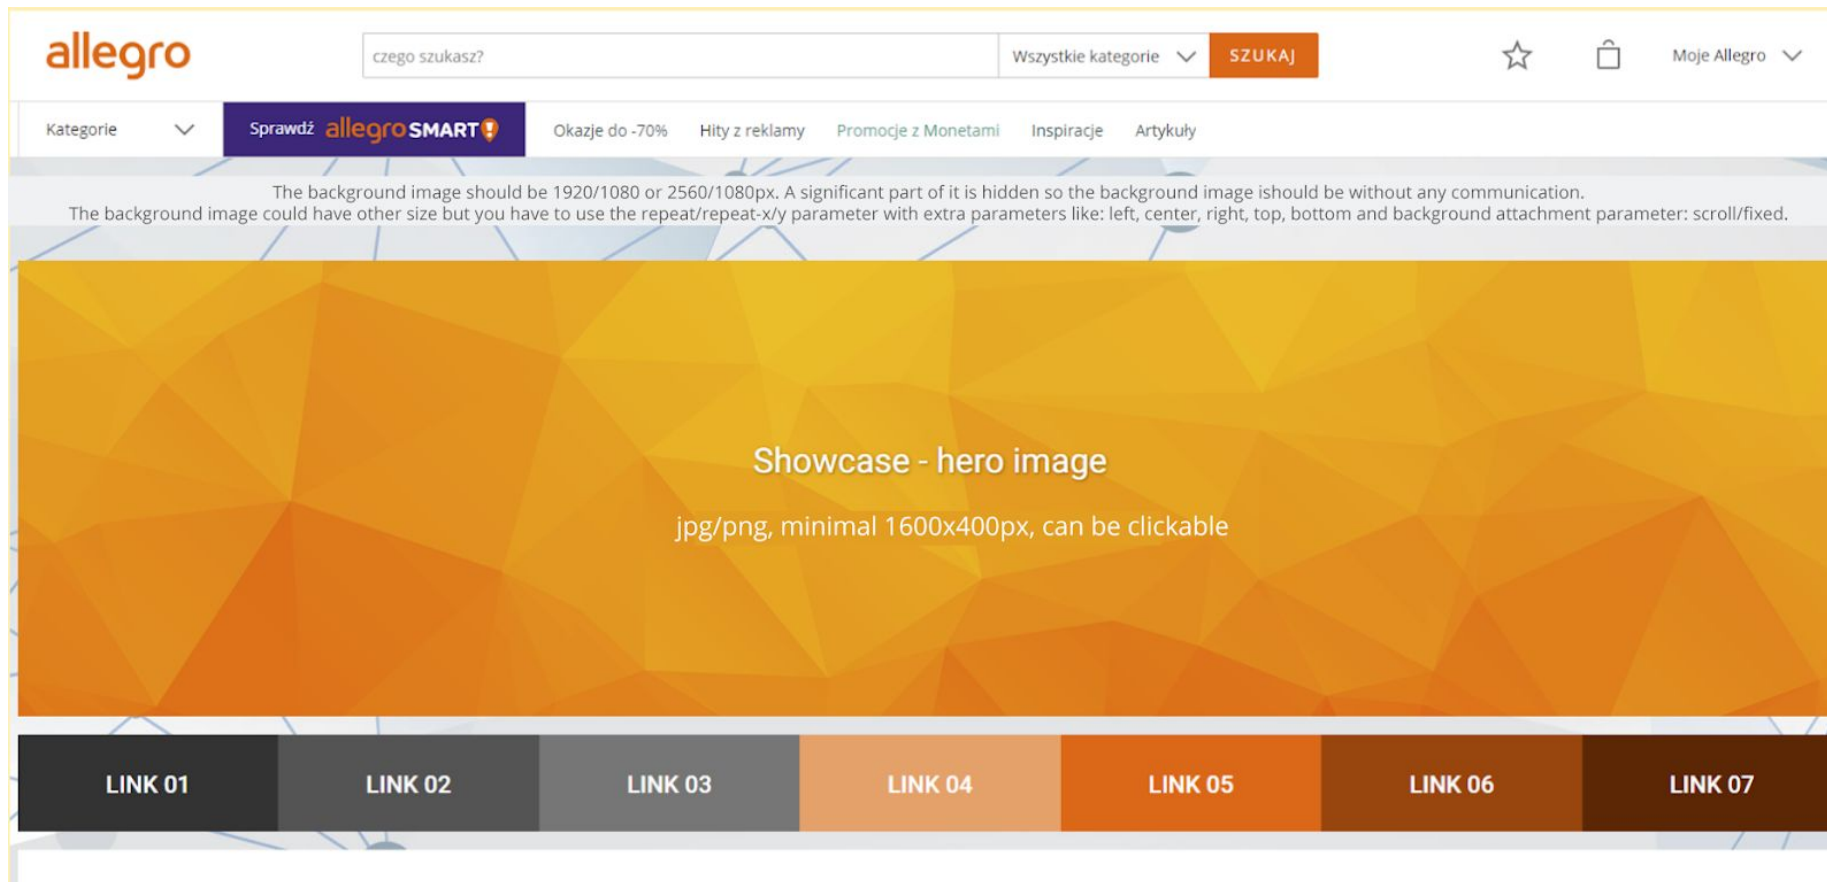 allegro
czego szukasz?
Wszystkie kategorie
SZUKAJ
Moje Allegro
Kategorie
Sprawdź allegro SMART!
Okazje do -70%
Hity z reklamy
Promocje z Monetami
Inspiracje
Artykuły
The background image should be 1920/1080 or 2560/1080px. A significant part of it is hidden so the background image ishould be without any communication.
The background image could have other size but you have to use the repeat/repeat-x/y parameter with extra parameters like: left, center, right, top, bottom and background attachment parameter: scroll/fixed.
Showcase - hero image
jpg/png, minimal 1600x400px, can be clickable
LINK 01
LINK 02
LINK 03
LINK 04
LINK 05
LINK 06
LINK 07